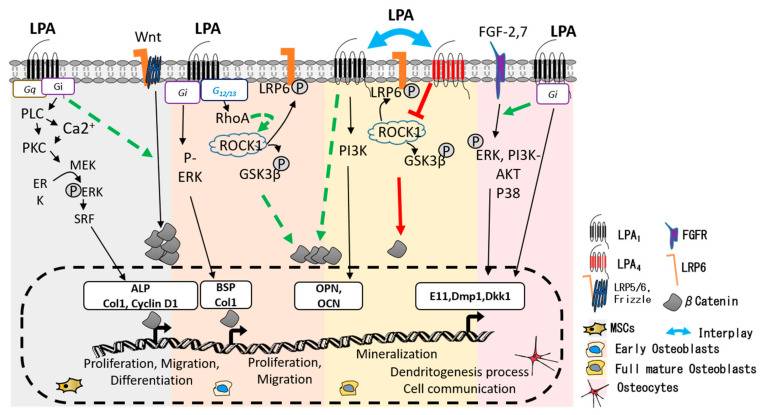 LPA
Wnt
LPA
LPA
FGF-2,7
LPA
Gq
Gi
Gi
G12/13
LRP6
P
LRP6
P
Gi
PLC
Ca2+
PKC
MEK
ER
K
P
ERK
SRF
RhoA
ROCK1
P
GSK3β
P-
ERK
PI3K
ROCK1
GSK3β
P
P
ERK, PI3K-
AKT
P38
ALP
Col1, Cyclin D1
BSP
Col1
OPN,
OCN
E11,Dmp1,Dkk1
Proliferation, Migration,
Differentiation
Proliferation,
Migration
Mineralization
Dendritogenesis process
Cell communication
LPA1
FGFR
LPA4
LRP6
LRP5/6,
Frizzle
β Catenin
MSCs
Interplay
Early Osteoblasts
Full mature Osteoblasts
Osteocytes